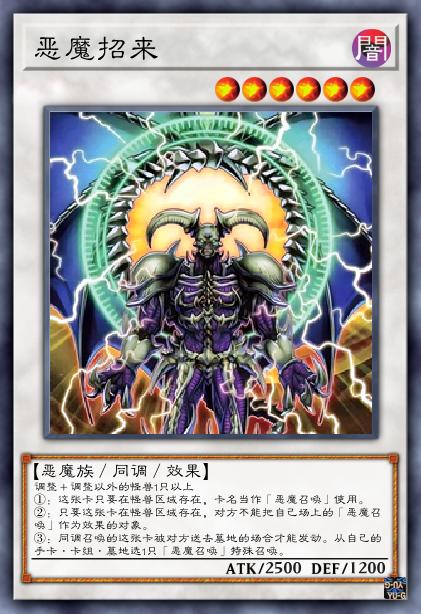 恶魔招来
闇
【恶魔族／同调／效果】
调整＋调整以外的怪兽1只以上
①：这张卡只要在怪兽区域存在，卡名当作「恶魔召唤」使用。
②：只要这张卡在怪兽区域存在，对方不能把自己场上的「恶魔召
唤」作为效果的对象。
③：同调召唤的这张卡被对方送去墓地的场合才能发动。从自己的
手卡·卡组·墓地选1只「恶魔召唤」特殊召唤。
ATK/2500 DEF/1200